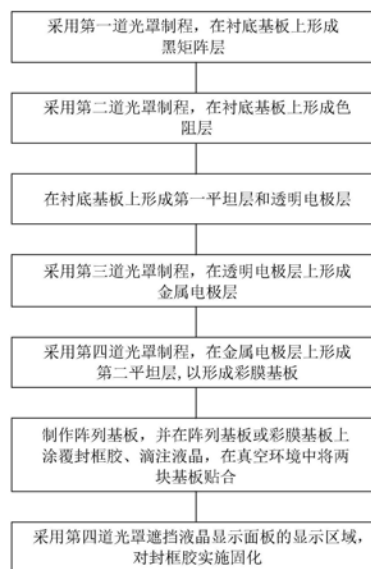 采用第一道光罩制程，在衬底基板上形成
黑矩阵层
采用第二道光罩制程，在衬底基板上形成色
阻层
在衬底基板上形成第一平坦层和透明电极层
采用第三道光罩制程，在透明电极层上形成
金属电极层
采用第四道光罩制程，在金属电极层上形成
第二平坦层,以形成彩膜基板
制作阵列基板，并在阵列基板或彩膜基板上
涂覆封框胶、滴注液晶，在真空环境中将两
块基板贴合
采用第四道光罩遮挡液晶显示面板的显示区域，
对封框胶实施固化